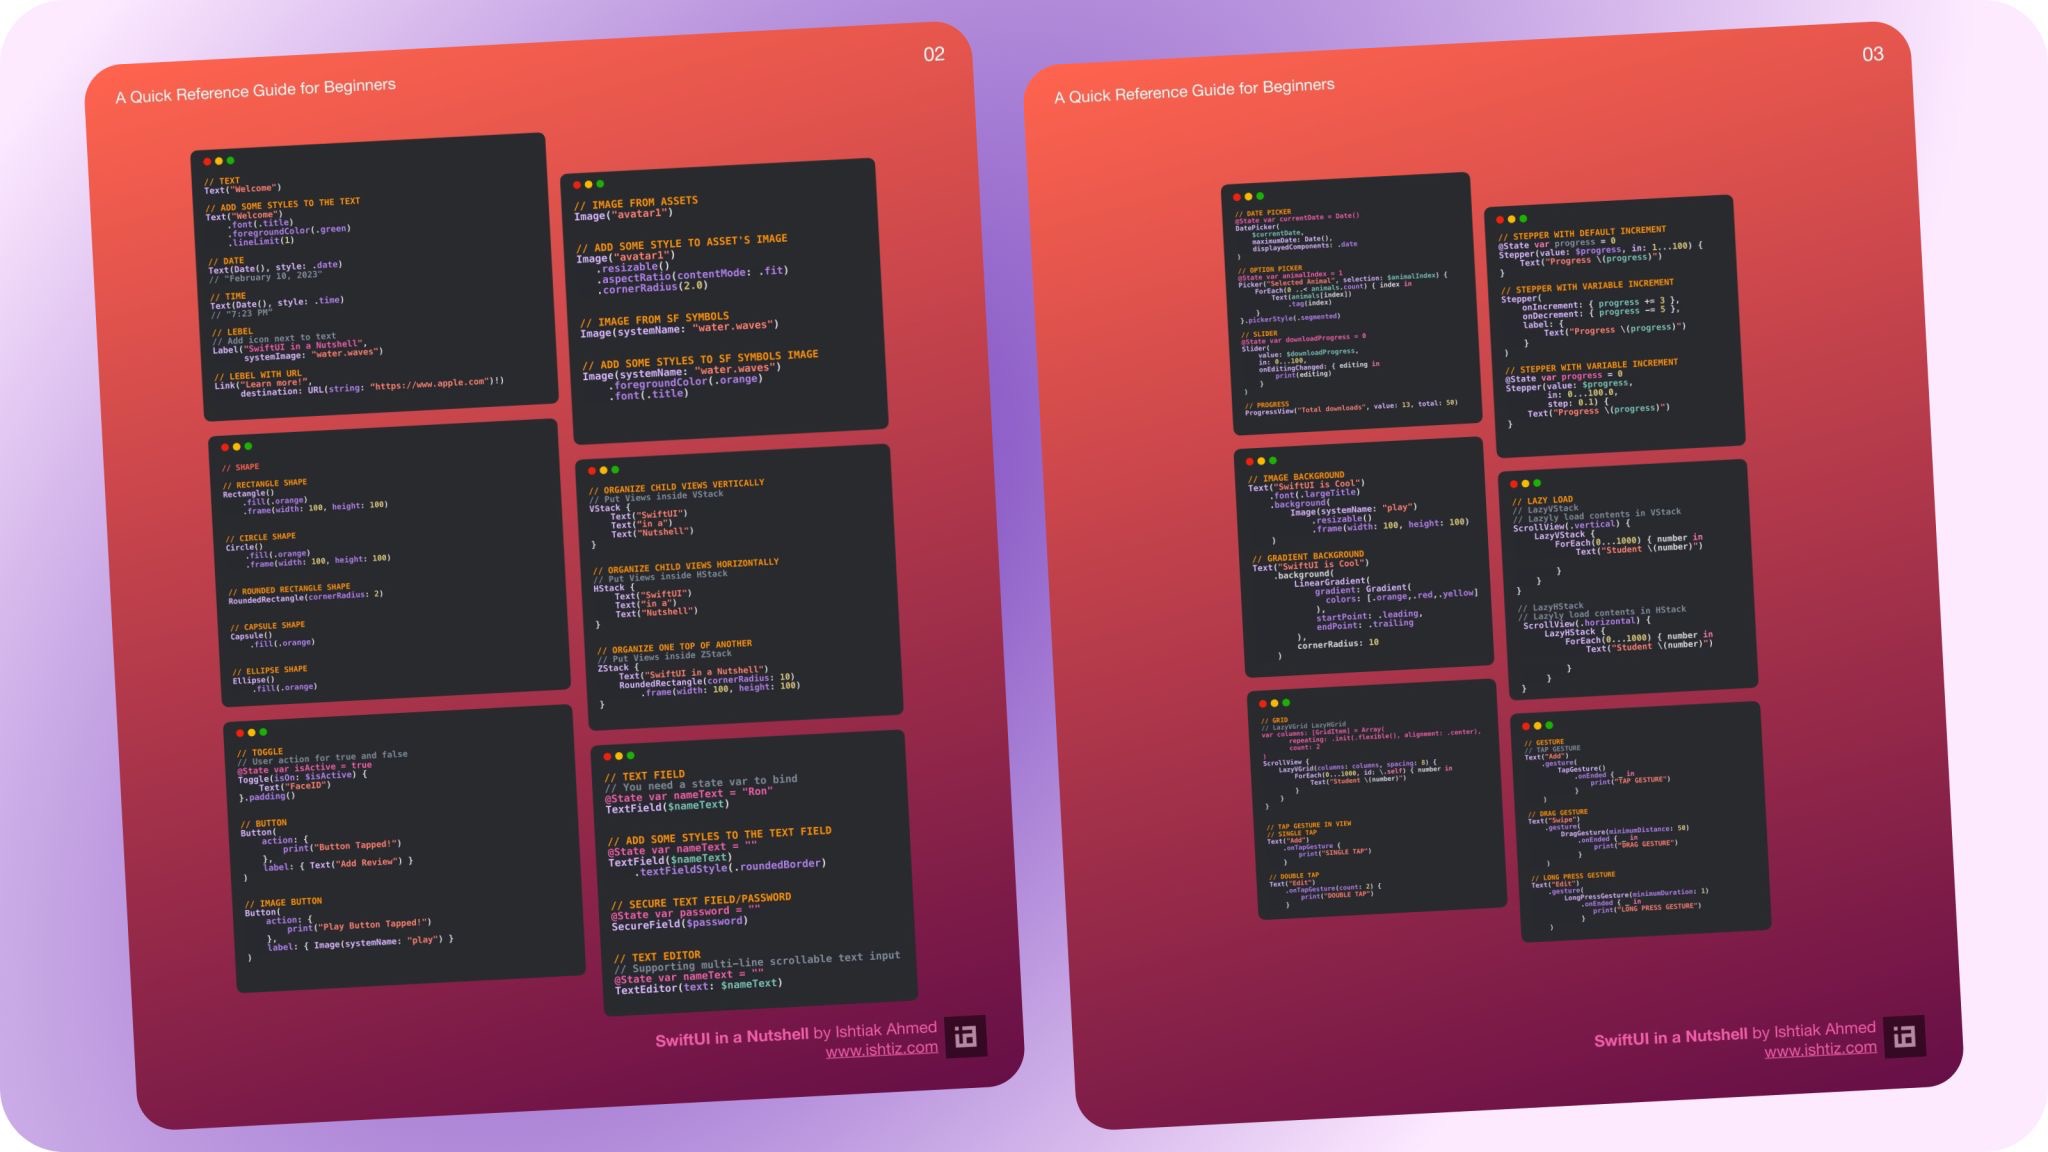 A Quick Reference Guide for Beginners
02
// TEXT
Text("Welcome")
// ADD SOME STYLES TO THE TEXT
Text("Welcome")
.font(.title)
.foregroundColor(.green)
.lineLimit(1)
// DATE
Text(Date(), style: .date)
// "February 10, 2023"
// TIME
Text(Date(), style: .time)
// "7:23 PM"
// LEBEL
// Add icon next to text
Label("SwiftUI in a Nutshell",
systemImage: "water.waves")
// LEBEL WITH URL
Link("Learn more!",
destination: URL(string: "https://www.apple.com")!)
// IMAGE FROM ASSETS
Image("avatar1")
// ADD SOME STYLE TO ASSET'S IMAGE
Image("avatar1")
.resizable()
.aspectRatio(contentMode: .fit)
.cornerRadius(2.0)
// IMAGE FROM SF SYMBOLS
Image(systemName: "water.waves")
// ADD SOME STYLES TO SF SYMBOLS IMAGE
Image(systemName: "water.waves")
.foregroundColor(.orange)
.font(.title)
// SHAPE
// RECTANGLE SHAPE
Rectangle()
.fill(.orange)
.frame(width: 100, height: 100)
// CIRCLE SHAPE
Circle()
.fill(.orange)
.frame(width: 100, height: 100)
// ROUNDED RECTANGLE SHAPE
RoundedRectangle(cornerRadius: 2)
// CAPSULE SHAPE
Capsule()
.fill(.orange)
// ELLIPSE SHAPE
Ellipse()
.fill(.orange)
// ORGANIZE CHILD VIEWS VERTICALLY
// Put Views inside VStack
VStack {
Text("SwiftUI")
Text("in a")
Text("Nutshell")
}
// ORGANIZE CHILD VIEWS HORIZONTALLY
// Put Views inside HStack
HStack {
Text("SwiftUI")
Text("in a")
Text("Nutshell")
}
// ORGANIZE ONE TOP OF ANOTHER
// Put Views inside ZStack
ZStack {
Text("SwiftUI in a Nutshell")
RoundedRectangle(cornerRadius: 10)
.frame(width: 100, height: 100)
}
// TOGGLE
// User action for true and false
@State var isActive = true
Toggle(isOn: $isActive) {
Text("FaceID")
}.padding()
// BUTTON
Button(
action: {
print("Button Tapped!")
},
label: { Text("Add Review") }
)
// IMAGE BUTTON
Button(
action: {
print("Play Button Tapped!")
},
label: { Image(systemName: "play") }
)
// TEXT FIELD
// You need a state var to bind
@State var nameText = "Ron"
TextField($nameText)
// ADD SOME STYLES TO THE TEXT FIELD
@State var nameText = ""
TextField($nameText)
.textFieldStyle(.roundedBorder)
// SECURE TEXT FIELD/PASSWORD
@State var password = ""
SecureField($password)
// TEXT EDITOR
// Supporting multi-line scrollable text input
@State var nameText = ""
TextEditor(text: $nameText)
SwiftUI in a Nutshell by Ishtiak Ahmed
www.ishtiz.com
ia
A Quick Reference Guide for Beginners
03
// DATE PICKER
@State var currentDate = Date()
DatePicker(
$currentDate,
maximumDate: Date(),
displayedComponents: .date
)
// OPTION PICKER
@State var animalIndex = 1
Picker("Selected Animal", selection: $animalIndex) {
ForEach(0 ..< animals.count) { index in
Text(animals[index])
.tag(index)
}
}.pickerStyle(.segmented)
// SLIDER
@State var downloadProgress = 0
Slider(
value: $downloadProgress,
in: 0...100,
onEditingChanged: { editing in
print(editing)
}
)
// PROGRESS
ProgressView("Total downloads", value: 13, total: 50)
// STEPPER WITH DEFAULT INCREMENT
@State var progress = 0
Stepper(value: $progress, in: 1...100) {
Text("Progress \(progress)")
}
// STEPPER WITH VARIABLE INCREMENT
Stepper(
onIncrement: { progress += 3 },
onDecrement: { progress -= 5 },
label: {
Text("Progress \(progress)")
}
)
// STEPPER WITH VARIABLE INCREMENT
@State var progress = 0
Stepper(value: $progress,
in: 0...100.0,
step: 0.1) {
Text("Progress \(progress)")
}
// IMAGE BACKGROUND
Text("SwiftUI is Cool")
.font(.largeTitle)
.background(
Image(systemName: "play")
.resizable()
.frame(width: 100, height: 100)
)
// GRADIENT BACKGROUND
Text("SwiftUI is Cool")
.background(
LinearGradient(
gradient: Gradient(
colors: [.orange,.red,.yellow]
),
startPoint: .leading,
endPoint: .trailing
),
cornerRadius: 10
)
// LAZY LOAD
// LazyVStack
// Lazyly load contents in VStack
ScrollView(.vertical) {
LazyVStack {
ForEach(0...1000) { number in
Text("Student \(number)")
}
}
}
// LazyHStack
// Lazyly load contents in HStack
ScrollView(.horizontal) {
LazyHStack {
ForEach(0...1000) { number in
Text("Student \(number)")
}
}
}
// GRID
// LazyVGrid LazyHGrid
var columns: [GridItem] = Array(
repeating: .init(.flexible(), alignment: .center),
count: 2
)
ScrollView {
LazyVGrid(columns: columns, spacing: 8) {
ForEach(0...1000, id: \.self) { number in
Text("Student \(number)")
}
}
}
// TAP GESTURE IN VIEW
// SINGLE TAP
Text("Add")
.onTapGesture {
print("SINGLE TAP")
}
// DOUBLE TAP
Text("Edit")
.onTapGesture(count: 2) {
print("DOUBLE TAP")
}
// GESTURE
// TAP GESTURE
Text("Add")
.gesture(
TapGesture()
.onEnded { _ in
print("TAP GESTURE")
}
)
// DRAG GESTURE
Text("Swipe")
.gesture(
DragGesture(minimumDistance: 50)
.onEnded { _ in
print("DRAG GESTURE")
}
)
// LONG PRESS GESTURE
Text("Edit")
.gesture(
LongPressGesture(minimumDuration: 1)
.onEnded { _ in
print("LONG PRESS GESTURE")
}
)
SwiftUI in a Nutshell by Ishtiak Ahmed
www.ishtiz.com
ia